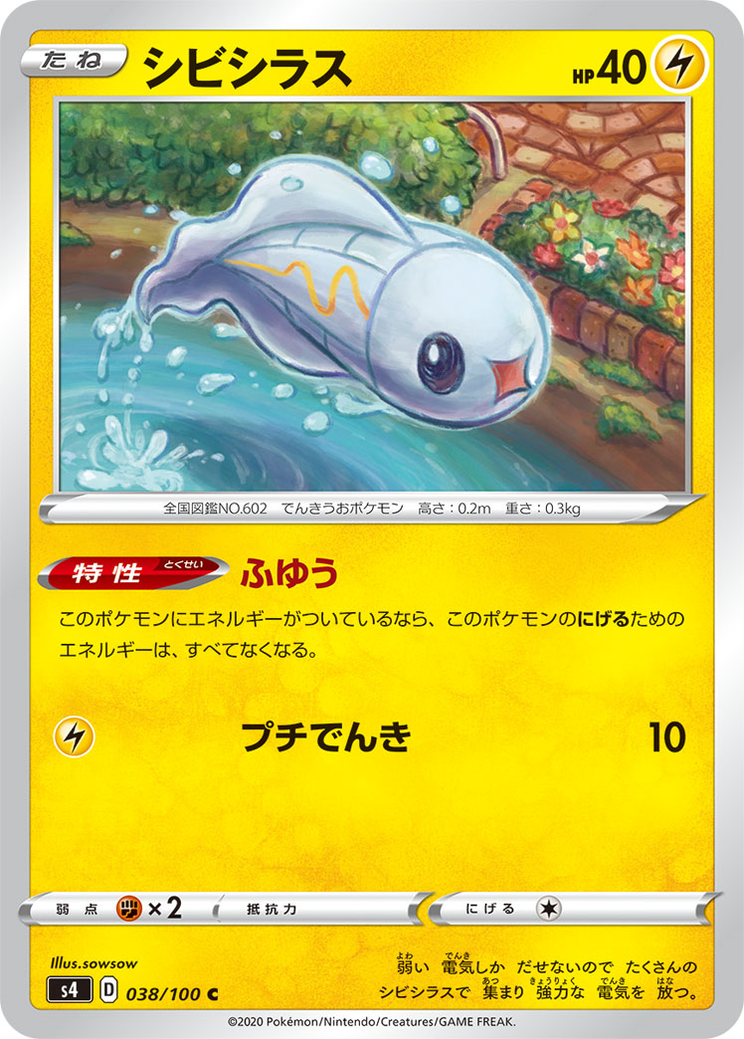 たね シビシラス HP40
全国図鑑NO.602 でんきうおポケモン 高さ:0.2m 重さ:0.3kg
特性 とくせい ふゆう
このポケモンにエネルギーがついているなら、このポケモンのにげるための
エネルギーは、すべてなくなる。
プチでんき 10
弱点 ×2 抵抗力 にげる
Illus.sowsow
よわ でんき
弱い 電気しか だせないので たくさんの
あつ きょうりょく でんき はな
シビシラスで 集まり 強力な 電気を 放つ。
s4 D 038/100 C
©2020 Pokémon/Nintendo/Creatures/GAME FREAK.